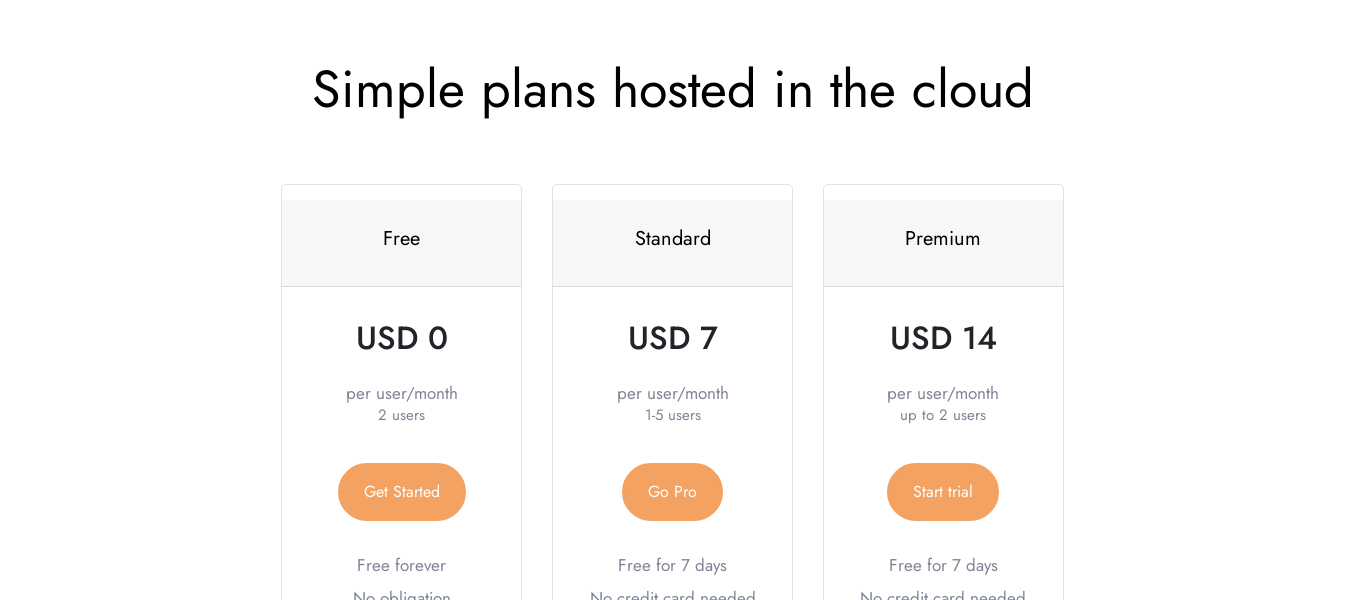 Simple plans hosted in the cloud
Free
USD 0
per user/month
2 users
Get Started
Free forever
No obligation
Standard
USD 7
per user/month
1-5 users
Go Pro
Free for 7 days
No credit card needed
Premium
USD 14
per user/month
up to 2 users
Start trial
Free for 7 days
No credit card needed